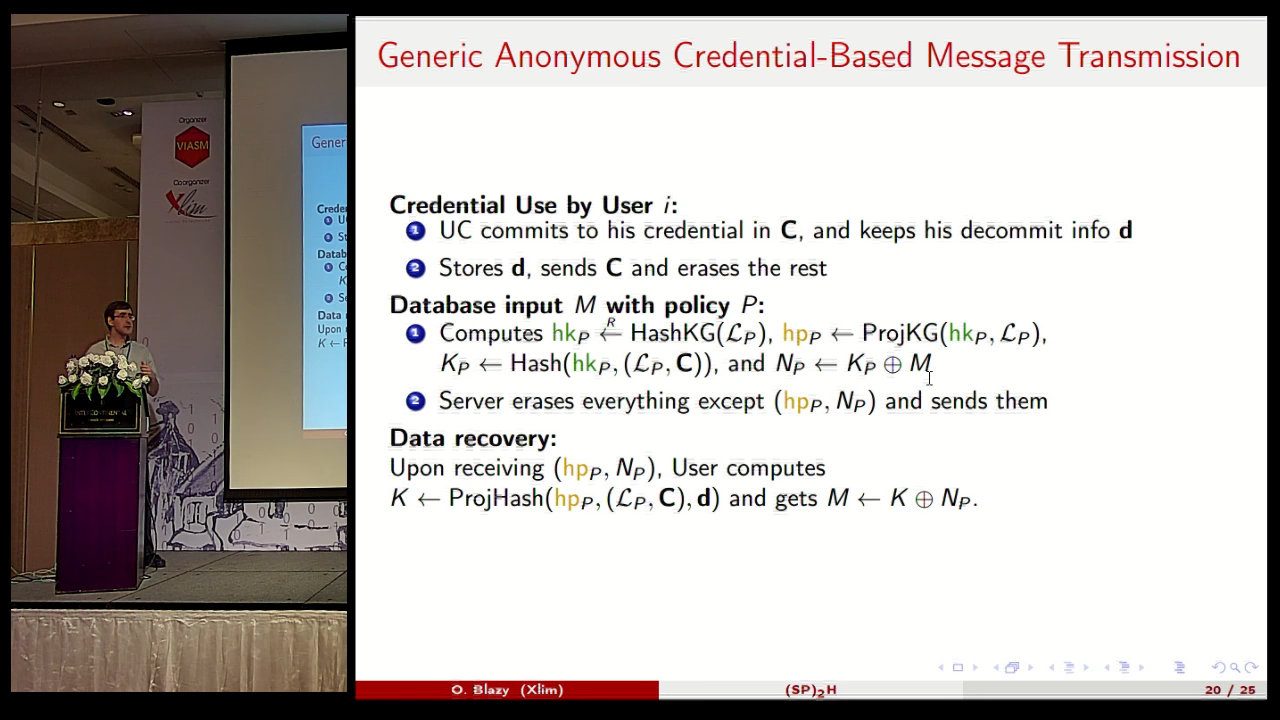 Generic Anonymous Credential-Based Message Transmission
Organizer
VIASM
Co-organizer
Xlim
Gener
Credential Use by User i:
1 UC commits to his credential in C, and keeps his decommit info d
2 Stores d, sends C and erases the rest
Database input M with policy P:
1 Computes hk_P ←^R HashKG(ℒ_P), hp_P ← ProjKG(hk_P, ℒ_P),
K_P ← Hash(hk_P, (ℒ_P, C)), and N_P ← K_P ⊕ M
2 Server erases everything except (hp_P, N_P) and sends them
Data recovery:
Upon receiving (hp_P, N_P), User computes
K ← ProjHash(hp_P, (ℒ_P, C), d) and gets M ← K ⊕ N_P.
O. Blazy (Xlim)
(SP)₂H
20 / 25